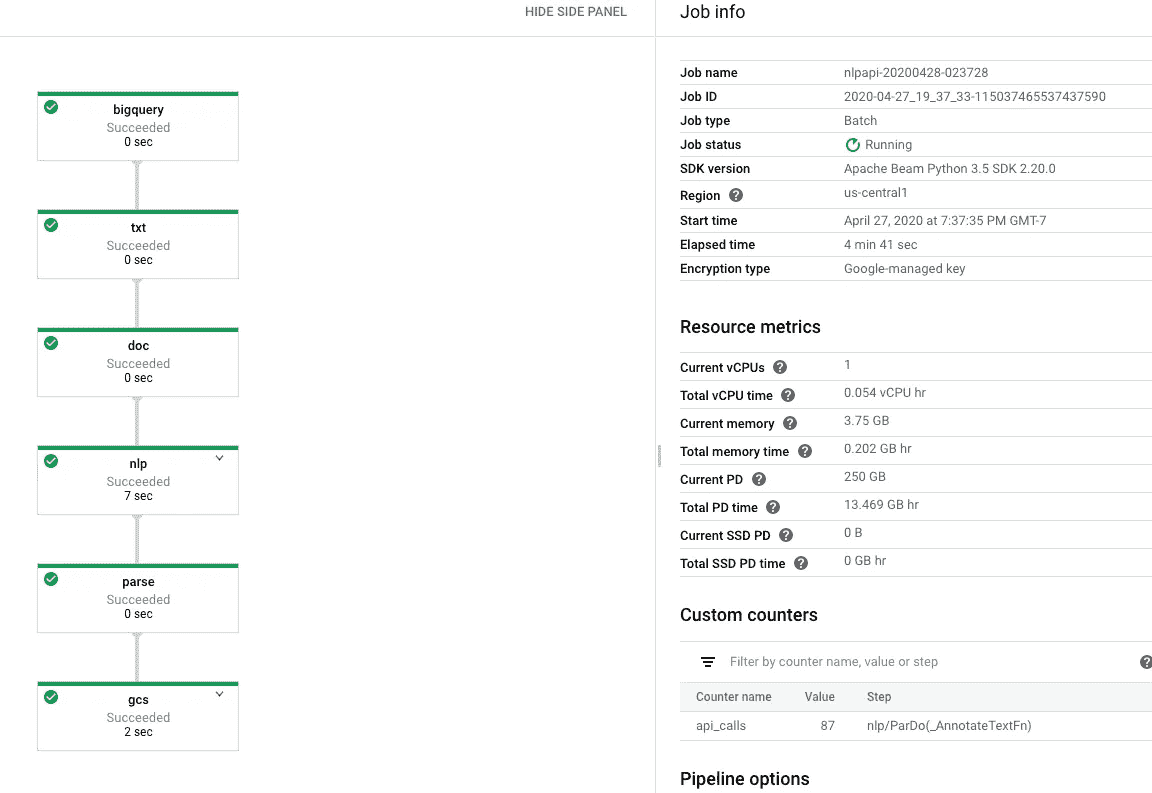 HIDE SIDE PANEL
bigquery
Succeeded
0 sec
txt
Succeeded
0 sec
doc
Succeeded
0 sec
nlp
Succeeded
7 sec
parse
Succeeded
0 sec
gcs
Succeeded
2 sec
Job info
Job name nlpapi-20200428-023728
Job ID 2020-04-27_19_37_33-115037465537437590
Job type Batch
Job status Running
SDK version Apache Beam Python 3.5 SDK 2.20.0
Region ? us-central1
Start time April 27, 2020 at 7:37:35 PM GMT-7
Elapsed time 4 min 41 sec
Encryption type Google-managed key
Resource metrics
Current vCPUs ? 1
Total vCPU time ? 0.054 vCPU hr
Current memory ? 3.75 GB
Total memory time ? 0.202 GB hr
Current PD ? 250 GB
Total PD time ? 13.469 GB hr
Current SSD PD ? 0 B
Total SSD PD time ? 0 GB hr
Custom counters
Filter by counter name, value or step ?
Counter name Value Step
api_calls 87 nlp/ParDo(_AnnotateTextFn)
Pipeline options